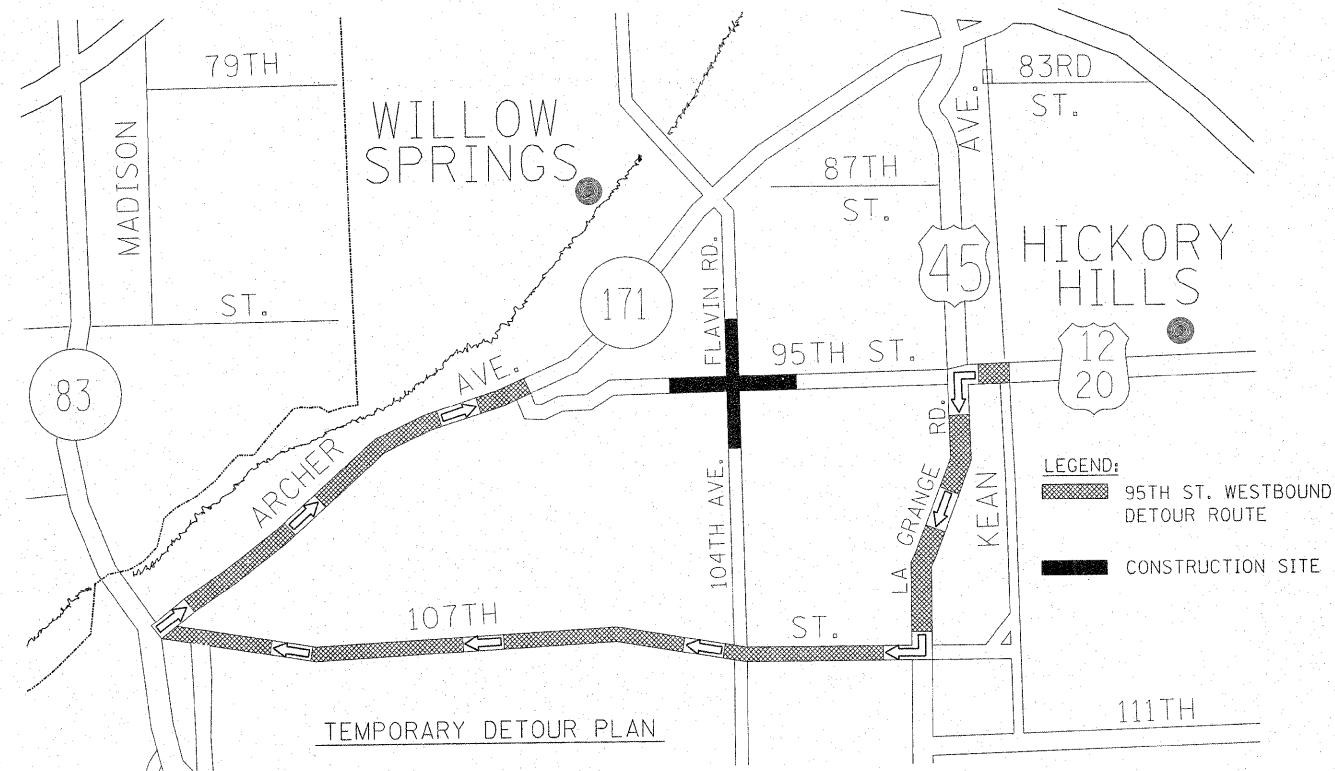 79TH
83RD
ST.
WILLOW
SPRINGS
MADISON
AVE.
87TH
ST.
HICKORY
HILLS
45
FLAVIN RD.
171
ST.
12
20
95TH ST.
83
AVE.
ARCHER
RD.
LA GRANGE
KEAN
104TH AVE.
LEGEND:
95TH ST. WESTBOUND
DETOUR ROUTE
CONSTRUCTION SITE
107TH
ST.
111TH
TEMPORARY DETOUR PLAN